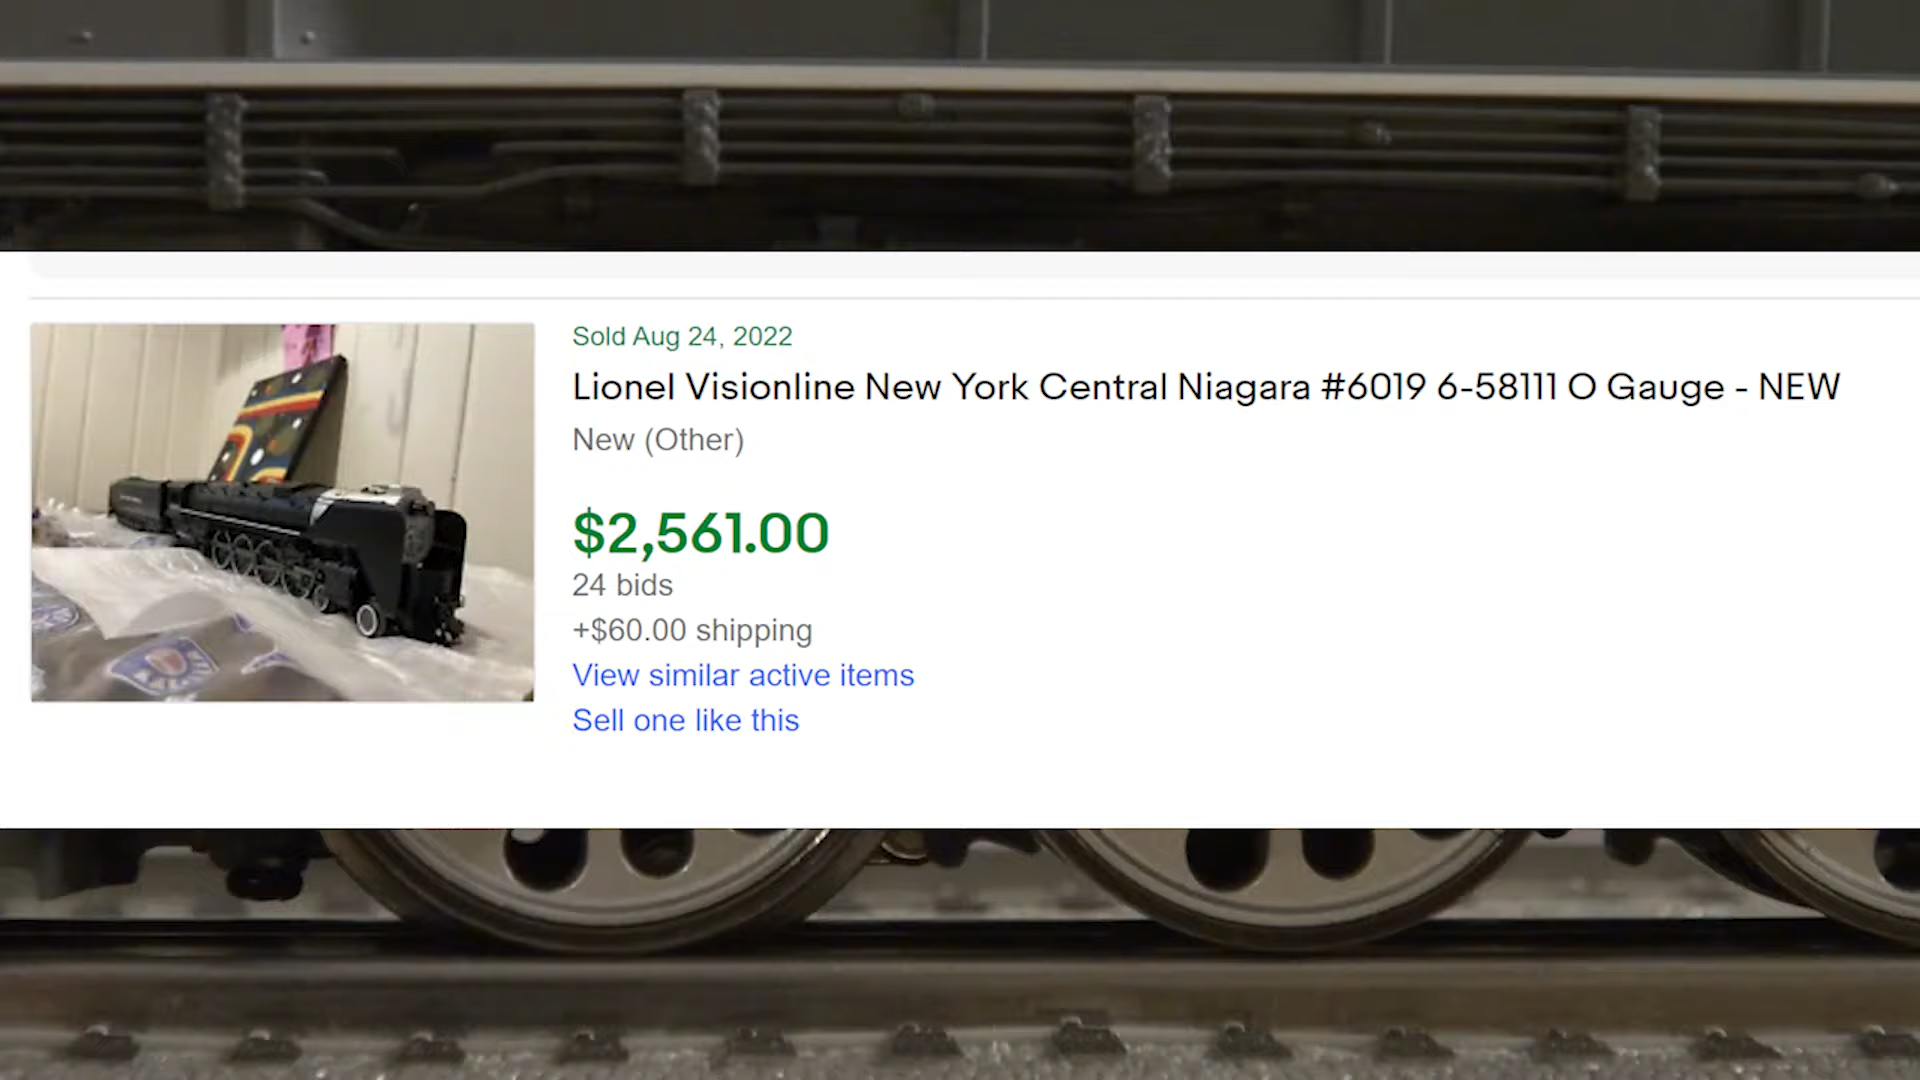 Sold Aug 24, 2022
Lionel Visionline New York Central Niagara #6019 6-58111 O Gauge - NEW
New (Other)
$2,561.00
24 bids
+$60.00 shipping
View similar active items
Sell one like this